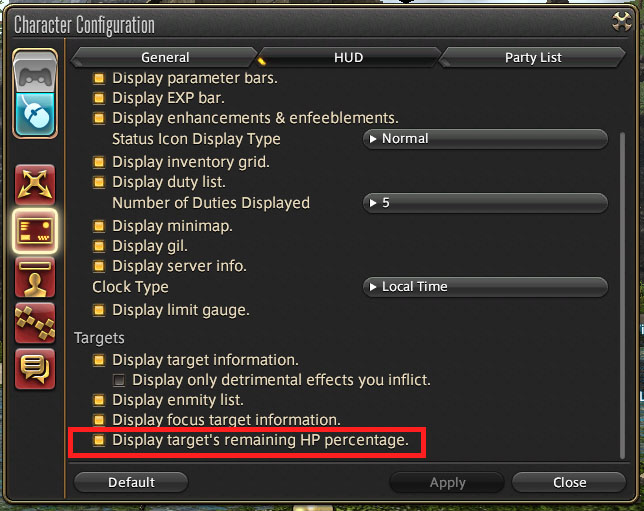 Character Configuration
General HUD Party List
Display parameter bars.
Display EXP bar.
Display enhancements & enfeeblements.
Status Icon Display Type Normal
Display inventory grid.
Display duty list.
Number of Duties Displayed 5
Display minimap.
Display gil.
Display server info.
Clock Type Local Time
Display limit gauge.
Targets
Display target information.
Display only detrimental effects you inflict.
Display enmity list.
Display focus target information.
Display target's remaining HP percentage.
Default Apply Close